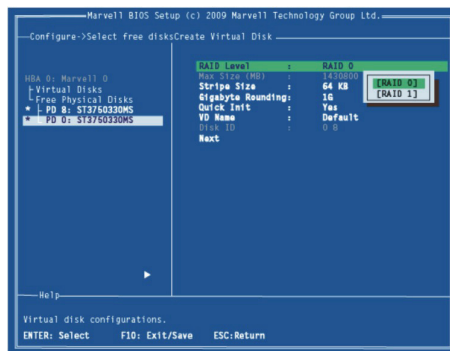 Marvell BIOS Setup (c) 2009 Marvell Technology Group Ltd.
Configure->Select free disksCreate Virtual Disk
HBA 0: Marvell 0
Virtual Disks
Free Physical Disks
* PD 8: ST3750330MS
* PD 0: ST3750330MS
RAID Level : RAID 0
Max Size (MB) : 1430800
Stripe Size : 64 KB
Gigabyte Rounding: 1G
Quick Init : Yes
VD Name : Default
Disk ID : 0 8
Next
[RAID 0]
[RAID 1]
Help
Virtual disk configurations.
ENTER: Select F10: Exit/Save ESC:Return